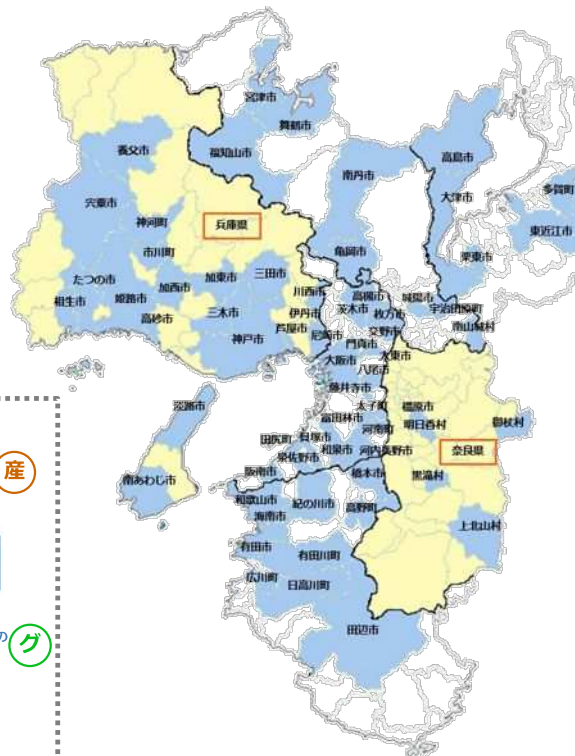 宮津市
舞鶴市
福知山市
養父市
南丹市
高島市
大津市
多賀町
宍粟市
神河町
兵庫県
東近江市
市川町
亀岡市
栗東市
たつの市
加西市
加東市
三田市
相生市
姫路市
川西市
高槻市
城陽市
宇治田原町
高砂市
三木市
伊丹市
茨木市
枚方市
南山城村
芦屋市
尼崎市
交野市
神戸市
門真市
大阪市
大東市
八尾市
藤井寺市
淡路市
太子町
橿原市
富田林市
明日香村
御杖村
河南町
田尻町
貝塚市
和泉市
河内長野市
奈良県
泉佐野市
阪南市
橋本市
黒滝村
南あわじ市
和歌山市
紀の川市
高野町
海南市
上北山村
有田市
有田川町
広川町
日高川町
田辺市
産
の
グ